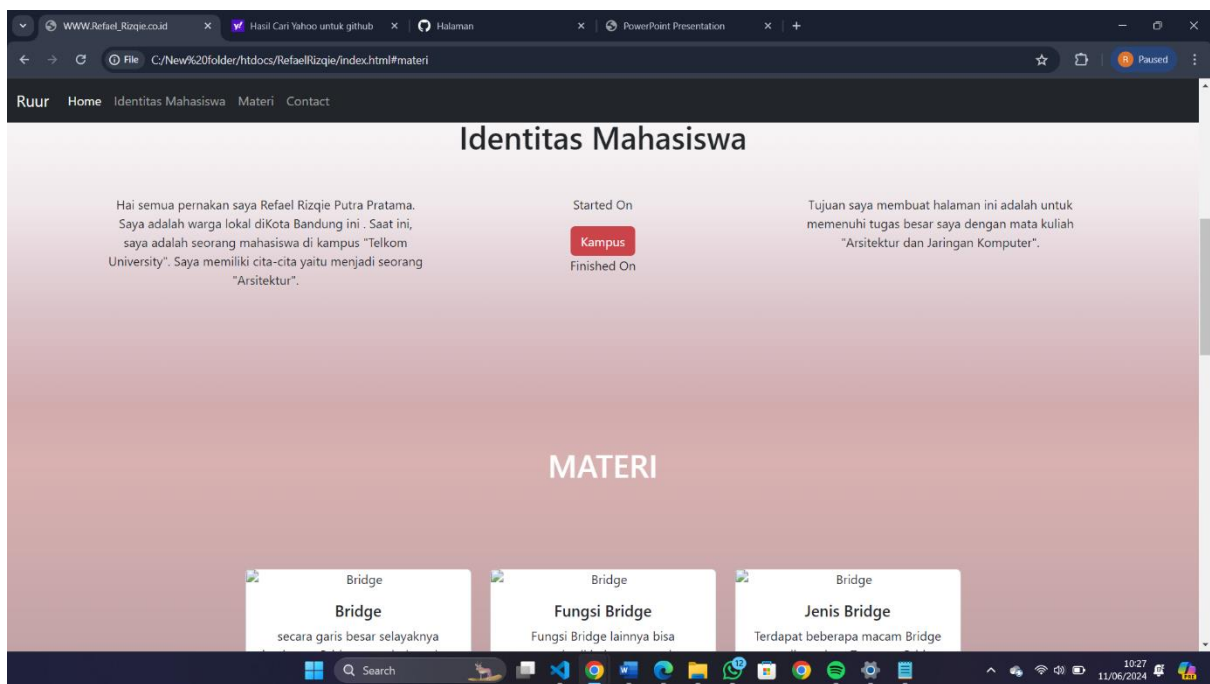 WWW.Refael_Rizqie.co.id
Hasil Cari Yahoo untuk github
Halaman
PowerPoint Presentation
File C:/New%20folder/htdocs/RefaelRizqie/index.html#materi
R Paused
Ruur Home Identitas Mahasiswa Materi Contact
Identitas Mahasiswa
Hai semua pernakan saya Refael Rizqie Putra Pratama.
Saya adalah warga lokal diKota Bandung ini . Saat ini,
saya adalah seorang mahasiswa di kampus "Telkom
University". Saya memiliki cita-cita yaitu menjadi seorang
"Arsitektur".
Started On
Kampus
Finished On
Tujuan saya membuat halaman ini adalah untuk
memenuhi tugas besar saya dengan mata kuliah
"Arsitektur dan Jaringan Komputer".
MATERI
Bridge
Bridge
secara garis besar selayaknya
Bridge
Fungsi Bridge
Fungsi Bridge lainnya bisa
Bridge
Jenis Bridge
Terdapat beberapa macam Bridge
Search
12
10:27
11/06/2024